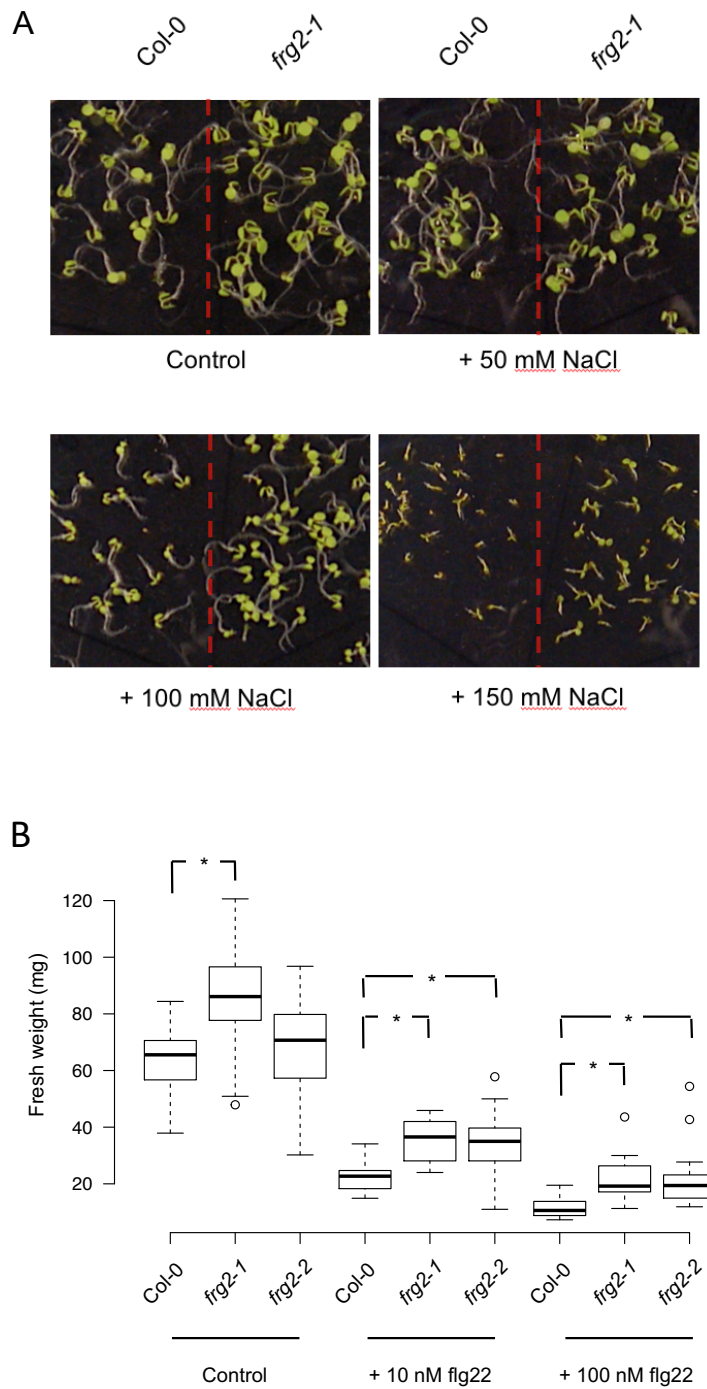 A
Col-0 frg2-1 Col-0 frg2-1
Control + 50 mM NaCl
+ 100 mM NaCl + 150 mM NaCl
B
Fresh weight (mg)
120
100
80
60
40
20
* * * * *
Col-0 frg2-1 frg2-2 Col-0 frg2-1 frg2-2 Col-0 frg2-1 frg2-2
Control + 10 nM flg22 + 100 nM flg22